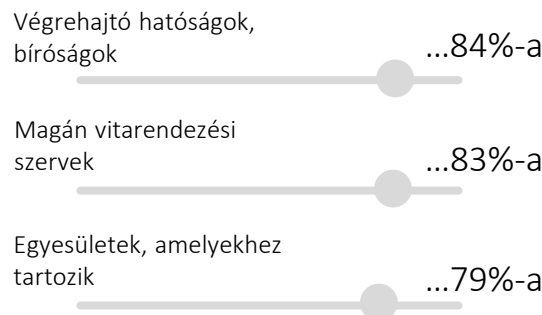 Végrehajtó hatóságok,
bíróságok
...84%-a
Magán vitarendezési
szervek
...83%-a
Egyesületek, amelyekhez
tartozik
...79%-a